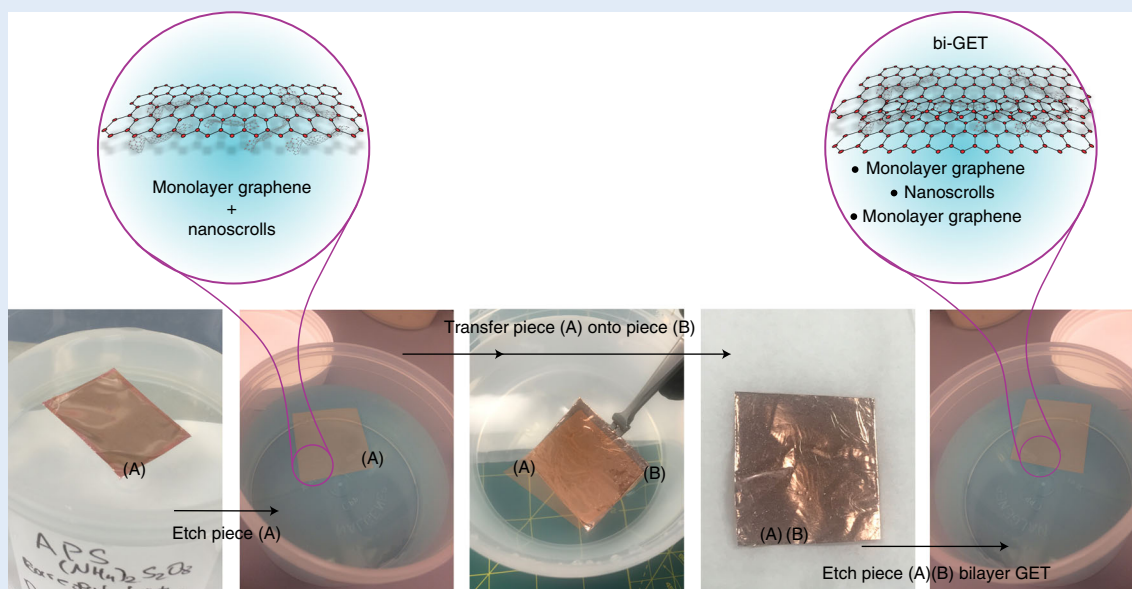 bi-GET
Monolayer graphene
+
nanoscrolls
• Monolayer graphene
• Nanoscrolls
• Monolayer graphene
Transfer piece (A) onto piece (B)
(A)
(A)
(A)
(B)
(A) (B)
Etch piece (A)
Etch piece (A)(B) bilayer GET
APS
(NH4)2 S2O8